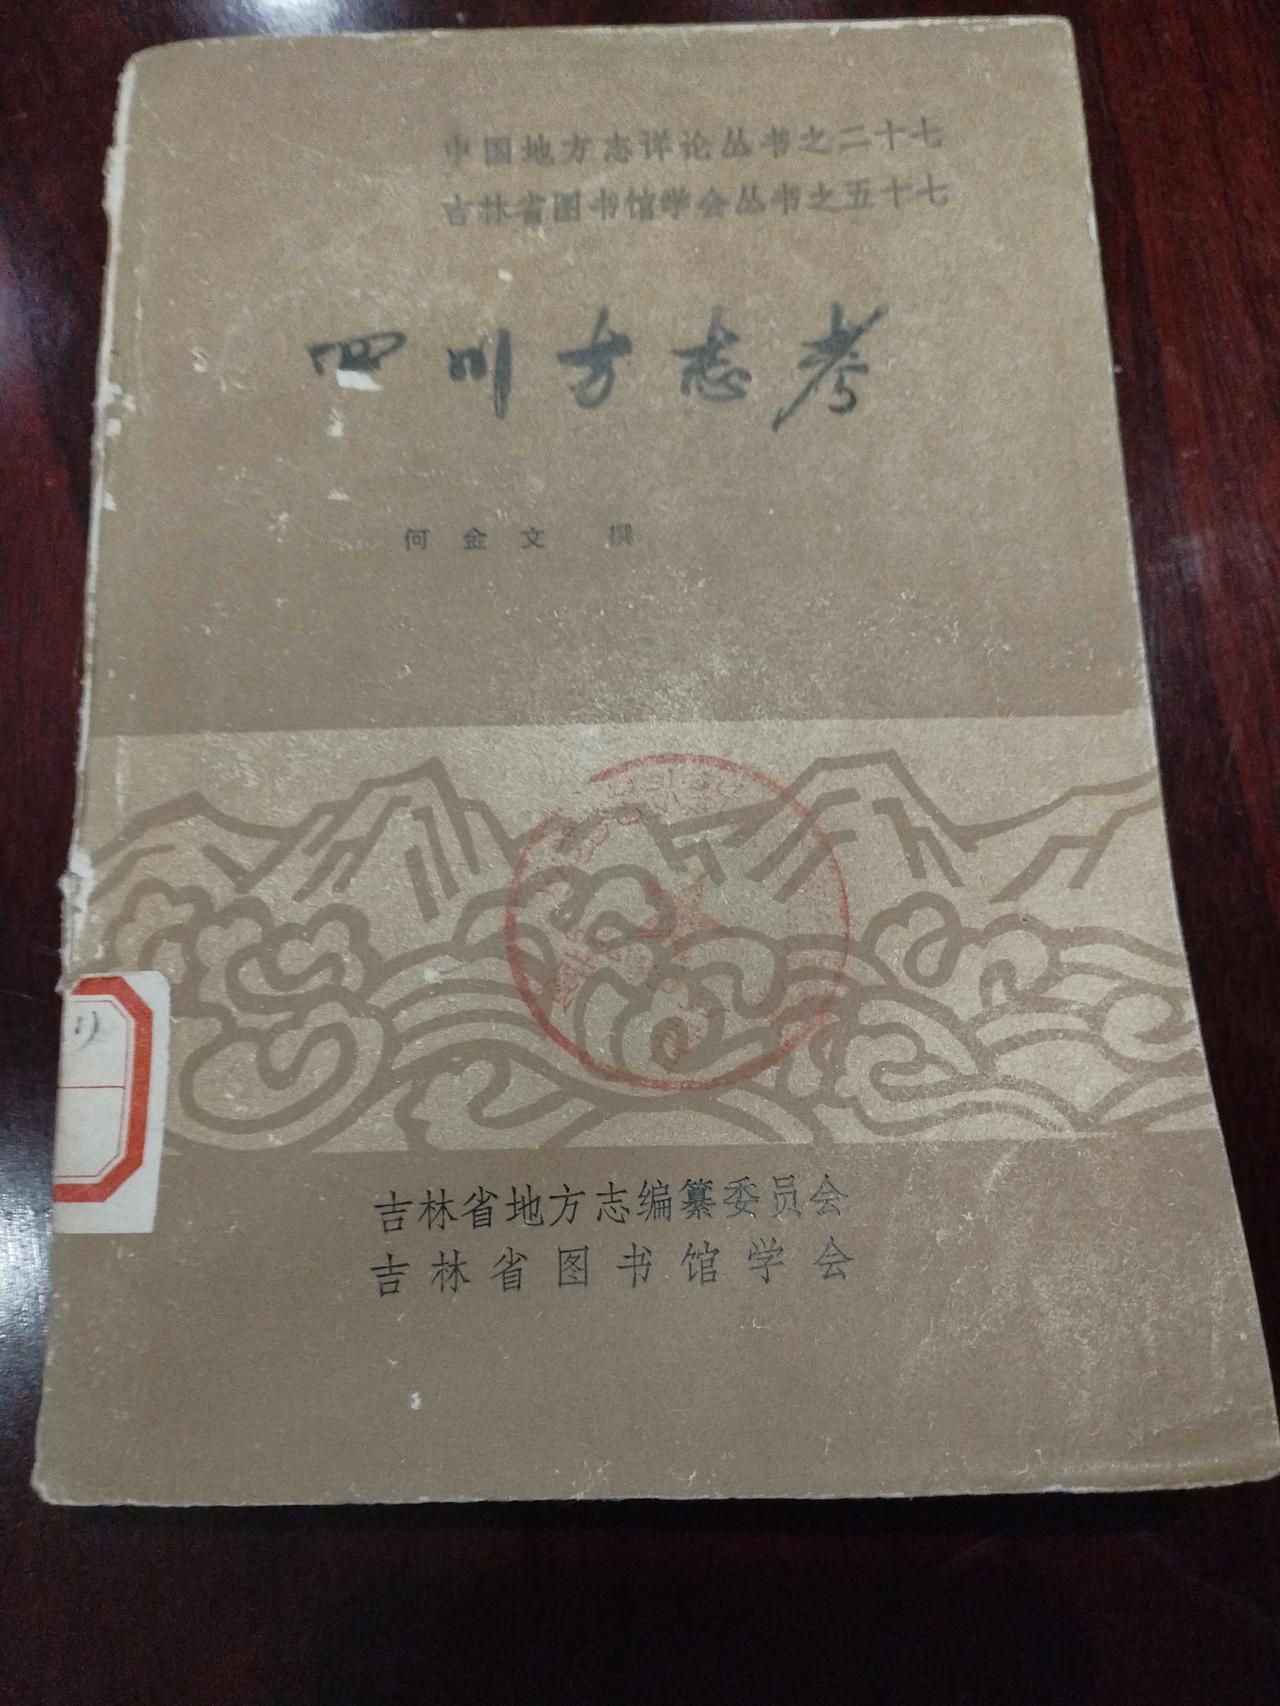 中国地方志详论丛书之二十七
吉林省图书馆学会丛书之五十七
四川方志考
何金文 撰
吉林省地方志编纂委员会
吉林省图书馆学会